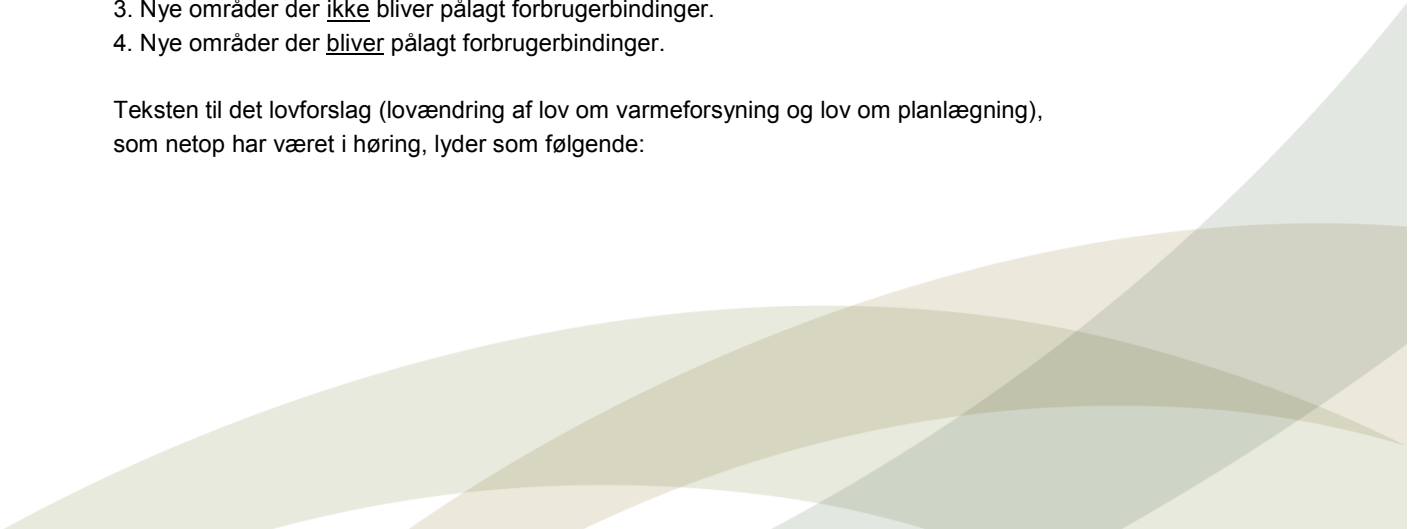 3. Nye områder der ikke bliver pålagt forbrugerbindinger.
4. Nye områder der bliver pålagt forbrugerbindinger.
Teksten til det lovforslag (lovændring af lov om varmeforsyning og lov om planlægning),
som netop har været i høring, lyder som følgende: